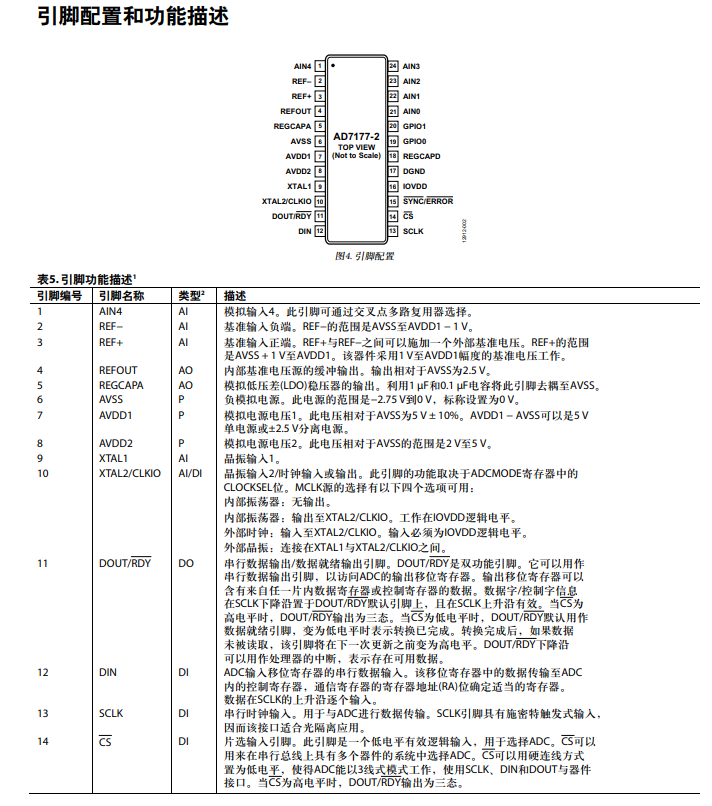 引脚配置和功能描述
AIN4 1
REF– 2
REF+ 3
REFOUT 4
REGCAPA 5
AVSS 6
AVDD1 7
AVDD2 8
XTAL1 9
XTAL2/CLKIO 10
DOUT/RDY 11
DIN 12
AD7177-2
TOP VIEW
(Not to Scale)
24 AIN3
23 AIN2
22 AIN1
21 AIN0
20 GPIO1
19 GPIO0
18 REGCAPD
17 DGND
16 IOVDD
15 SYNC/ERROR
14 CS
13 SCLK
12912-002
图4. 引脚配置
表5. 引脚功能描述1
引脚编号 引脚名称 类型2 描述
1 AIN4 AI 模拟输入4。此引脚可通过交叉点多路复用器选择。
2 REF− AI 基准输入负端。REF−的范围是AVSS至AVDD1 − 1 V。
3 REF+ AI 基准输入正端。REF+与REF−之间可以施加一个外部基准电压。REF+的范围
是AVSS + 1 V至AVDD1。该器件采用1 V至AVDD1幅度的基准电压工作。
4 REFOUT AO 内部基准电压源的缓冲输出。输出相对于AVSS为2.5 V。
5 REGCAPA AO 模拟低压差(LDO)稳压器的输出。利用1 μF和0.1 μF电容将此引脚去耦至AVSS。
6 AVSS P 负模拟电源。此电源的范围是−2.75 V到0 V，标称设置为0 V。
7 AVDD1 P 模拟电源电压1。此电压相对于AVSS为5 V ± 10%。AVDD1 − AVSS可以是5 V
单电源或±2.5 V分离电源。
8 AVDD2 P 模拟电源电压2。此电压相对于AVSS的范围是2 V至5 V。
9 XTAL1 AI 晶振输入1。
10 XTAL2/CLKIO AI/DI 晶振输入2/时钟输入或输出。此引脚的功能取决于ADCMODE寄存器中的
CLOCKSEL位。MCLK源的选择有以下四个选项可用：
内部振荡器：无输出。
内部振荡器：输出至XTAL2/CLKIO。工作在IOVDD逻辑电平。
外部时钟：输入至XTAL2/CLKIO。输入必须为IOVDD逻辑电平。
外部晶振：连接在XTAL1与XTAL2/CLKIO之间。
11 DOUT/RDY DO 串行数据输出/数据就绪输出引脚。DOUT/RDY是双功能引脚。它可以用作
串行数据输出引脚，以访问ADC的输出移位寄存器。输出移位寄存器可以
含有来自任一片内数据寄存器或控制寄存器的数据。数据字/控制字信息
在SCLK下降沿置于DOUT/RDY默认引脚上，且在SCLK上升沿有效。当CS为
高电平时，DOUT/RDY输出为三态。当CS为低电平时，DOUT/RDY默认用作
数据就绪引脚，变为低电平时表示转换已完成。转换完成后，如果数据
未被读取，该引脚将在下一次更新之前变为高电平。DOUT/RDY下降沿
可以用作处理器的中断，表示存在可用数据。
12 DIN DI ADC输入移位寄存器的串行数据输入。该移位寄存器中的数据传输至ADC
内的控制寄存器，通信寄存器的寄存器地址(RA)位确定适当的寄存器。
数据在SCLK的上升沿逐个输入。
13 SCLK DI 串行时钟输入。用于与ADC进行数据传输。SCLK引脚具有施密特触发式输入，
因而该接口适合光隔离应用。
14 CS DI 片选输入引脚。此引脚是一个低电平有效逻辑输入，用于选择ADC。CS可以
用来在串行总线上具有多个器件的系统中选择ADC。CS可以用硬连线方式
置为低电平，使得ADC能以3线式模式工作，使用SCLK、DIN和DOUT与器件
接口。当CS为高电平时，DOUT/RDY输出为三态。